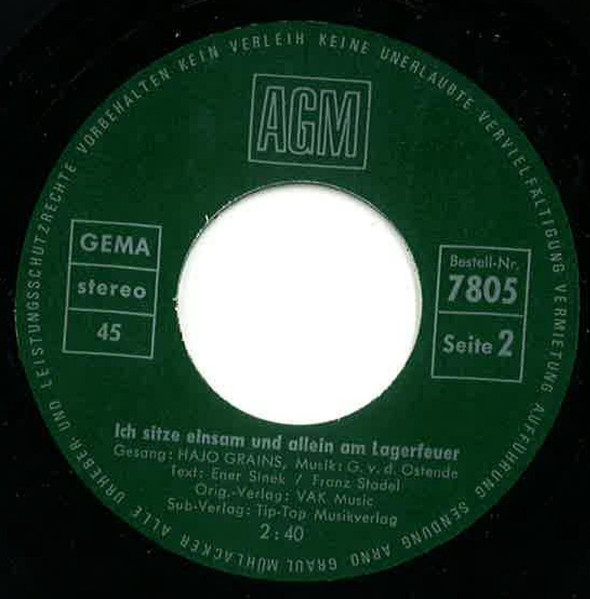 ALLE URHEBER UND LEISTUNGSSCHUTZRECHTE VORBEHALTEN KEIN VERLEIH KEINE UNERLAUBTE VERVIELFÄLTIGUNG VERMIETUNG AUFFÜHRUNG SENDUNG ARNO GRAUL MÜHLACKER
AGM
GEMA
stereo
45
Bestell-Nr.
7805
Seite 2
Ich sitze einsam und allein am Lagerfeuer
Gesang: HAJO GRAINS, Musik: G. v. d. Ostende
Text: Ener Sinek / Franz Stadel
Orig.-Verlag: VAK Music
Sub-Verlag: Tip-Top Musikverlag
2:40